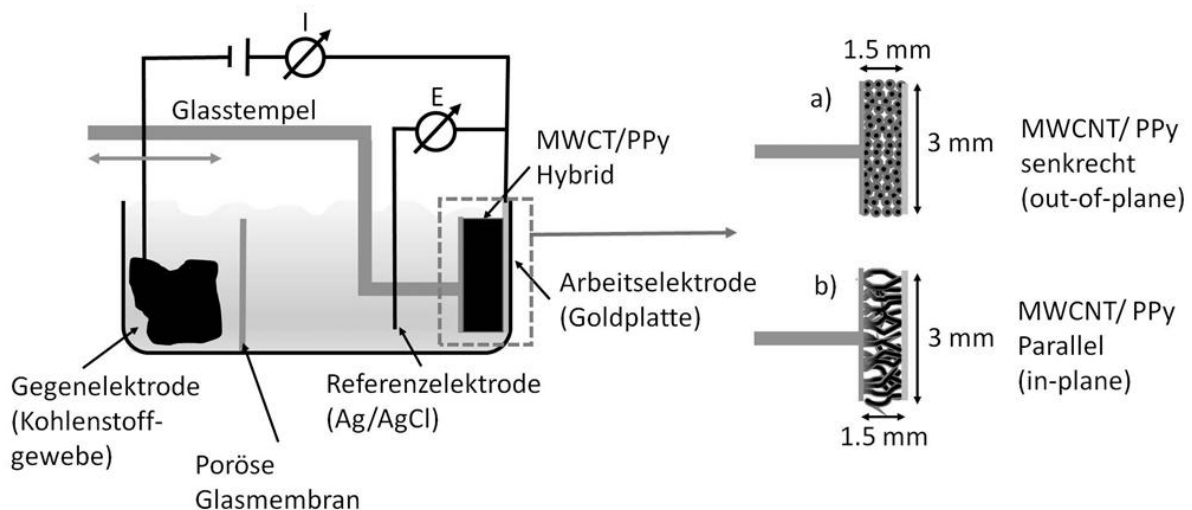 I
Glasstempel
E
MWCT/PPy
Hybrid
Arbeitselektrode
(Goldplatte)
Gegenelektrode
(Kohlenstoff-
gewebe)
Poröse
Glasmembran
Referenzelektrode
(Ag/AgCl)
1.5 mm
a)
3 mm
MWCNT/ PPy
senkrecht
(out-of-plane)
b)
3 mm
MWCNT/ PPy
Parallel
(in-plane)
1.5 mm